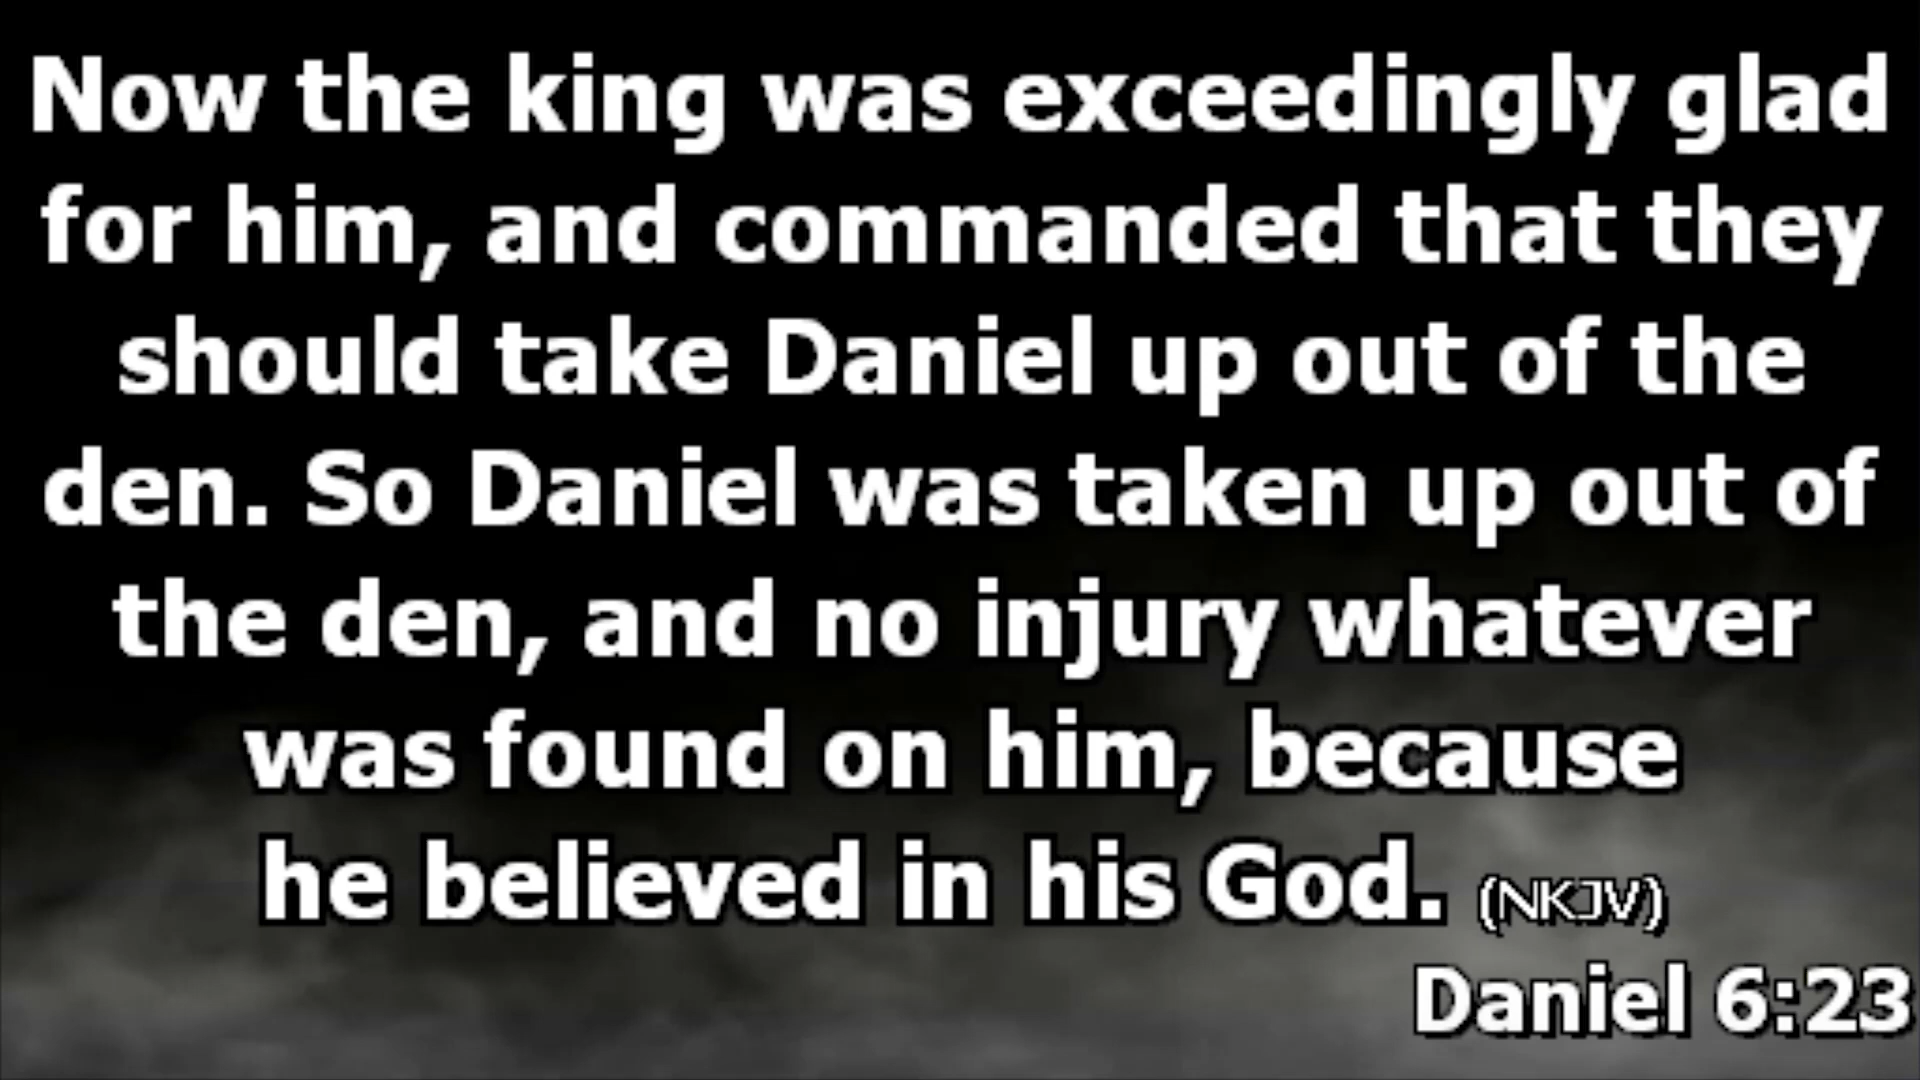 Now the king was exceedingly glad
for him, and commanded that they
should take Daniel up out of the
den. So Daniel was taken up out of
the den, and no injury whatever
was found on him, because
he believed in his God. (NKJV)
Daniel 6:23